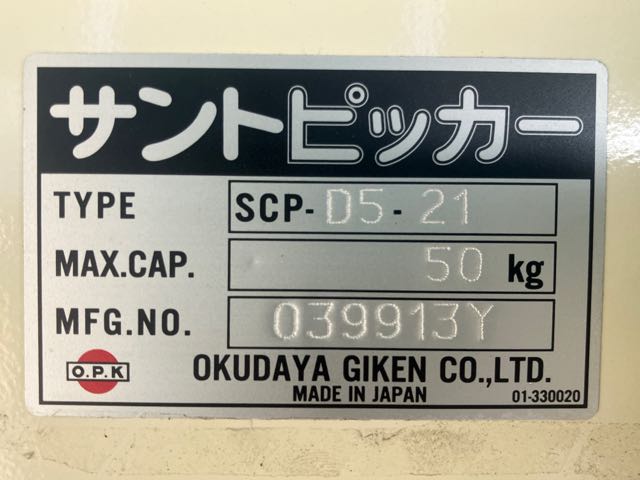 サントピッカー
TYPE SCP-D5-21
MAX.CAP. 50 kg
MFG.NO. 039913Y
O.P.K OKUDAYA GIKEN CO.,LTD.
MADE IN JAPAN 01-330020